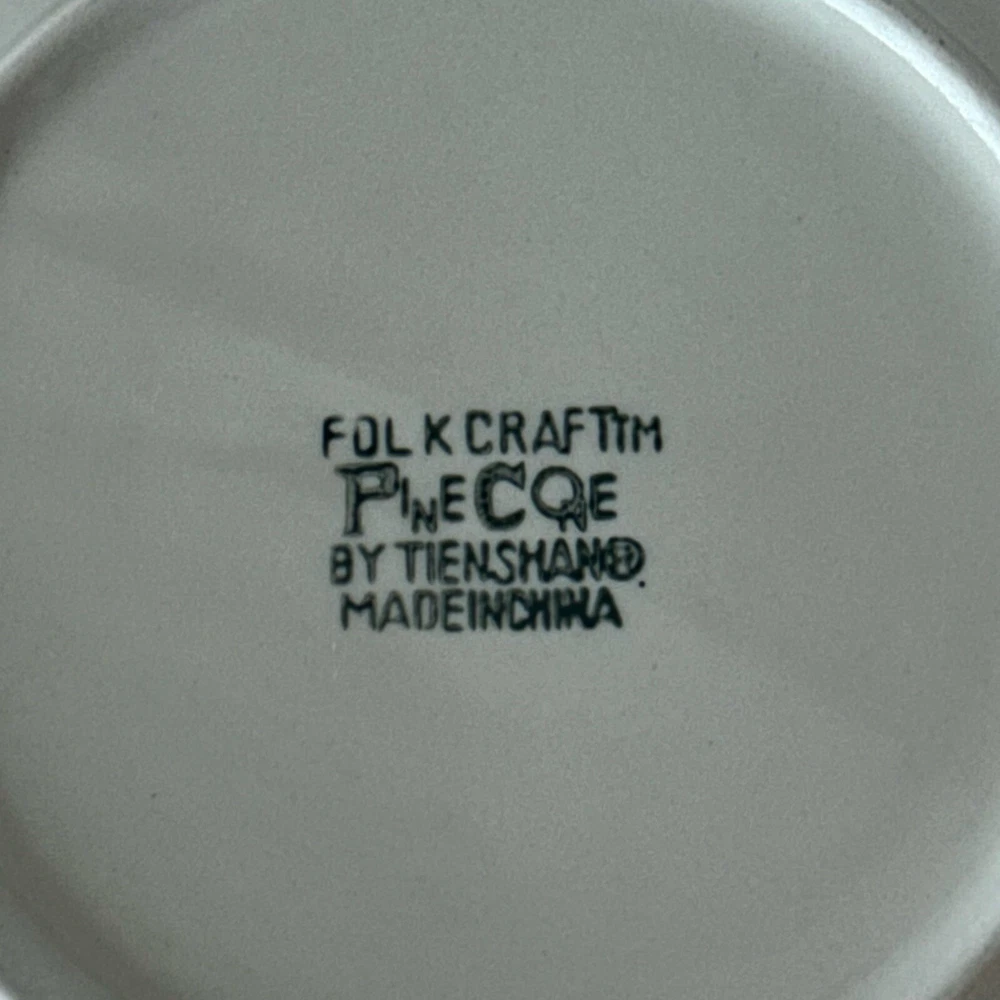 FOLKCRAFT TM
PINECONE
BY TIENSHAN®.
MADE IN CHINA